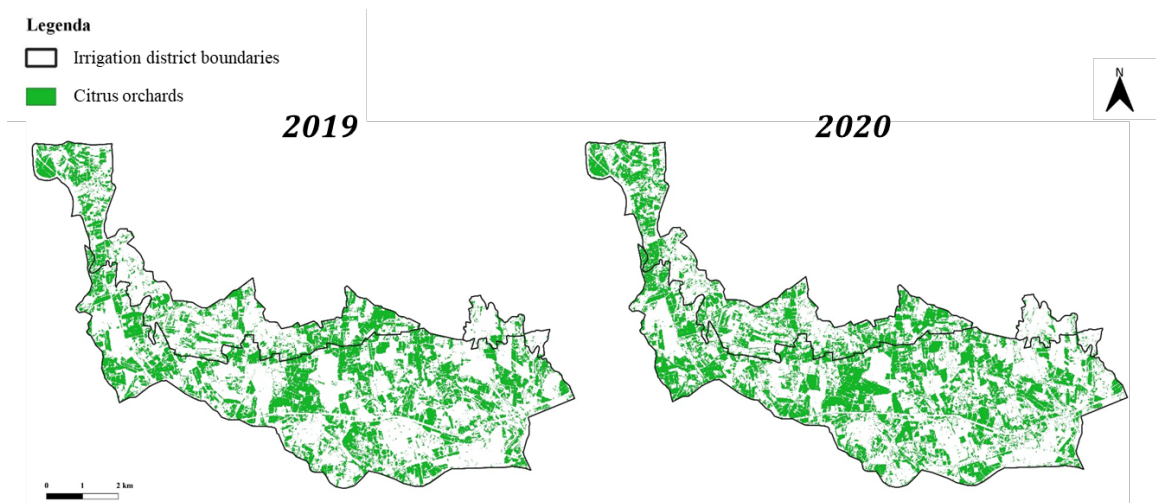 Legenda
Irrigation district boundaries
Citrus orchards
N
2019
2020
0 1 2 km